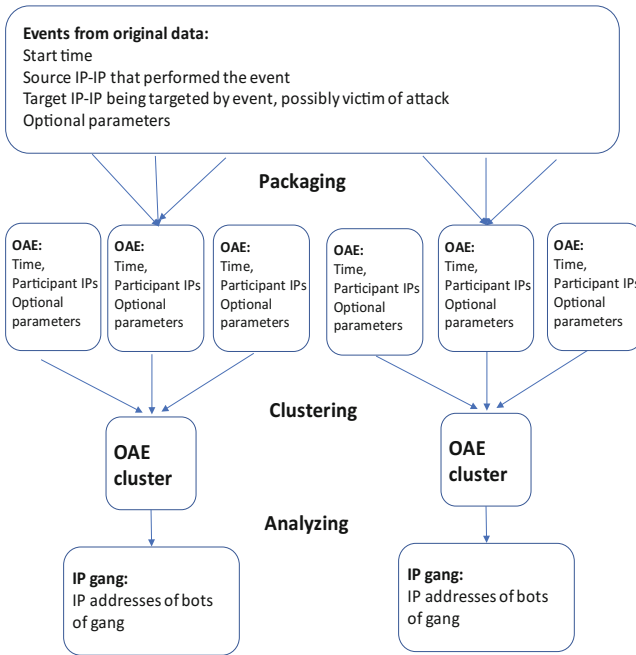 Events from original data:
Start time
Source IP-IP that performed the event
Target IP-IP being targeted by event, possibly victim of attack
Optional parameters
Packaging
OAE:
Time,
Participant IPs
Optional
parameters
OAE:
Time,
Participant IPs
Optional
parameters
OAE:
Time,
Participant IPs
Optional
parameters
OAE:
Time,
Participant IPs
Optional
parameters
OAE:
Time,
Participant IPs
Optional
parameters
OAE:
Time,
Participant IPs
Optional
parameters
Clustering
OAE
cluster
OAE
cluster
Analyzing
IP gang:
IP addresses of bots
of gang
IP gang:
IP addresses of bots
of gang